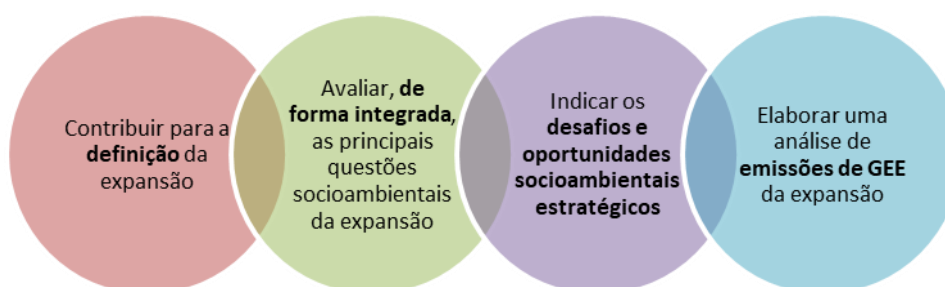 Contribuir para a
definição da
expansão
Avaliar, de
forma integrada,
as principais
questões
socioambientais
da expansão
Indicar os
desafios e
oportunidades
socioambientais
estratégicos
Elaborar uma
análise de
emissões de GEE
da expansão